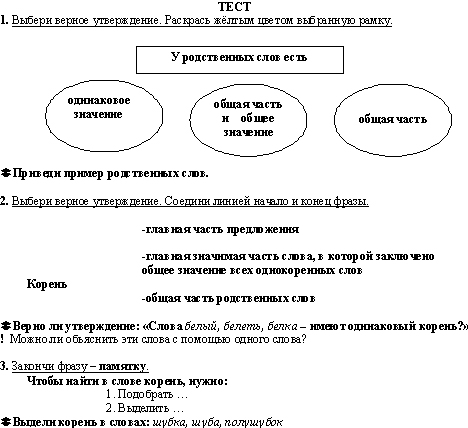 ТЕСТ
1. Выбери верное утверждение. Раскрась жёлтым цветом выбранную рамку.
У родственных слов есть
одинаковое
значение
общая часть
и общее
значение
общая часть
Приведи пример родственных слов.
2. Выбери верное утверждение. Соедини линией начало и конец фразы.
-главная часть предложения
-главная значимая часть слова, в которой заключено
общее значение всех однокоренных слов
Корень
-общая часть родственных слов
Верно ли утверждение: «Слова белый, белеть, белка – имеют одинаковый корень?»
! Можно ли объяснить эти слова с помощью одного слова?
3. Закончи фразу – памятку.
Чтобы найти в слове корень, нужно:
1. Подобрать …
2. Выделить …
Выдели корень в словах: шубка, шуба, полушубок